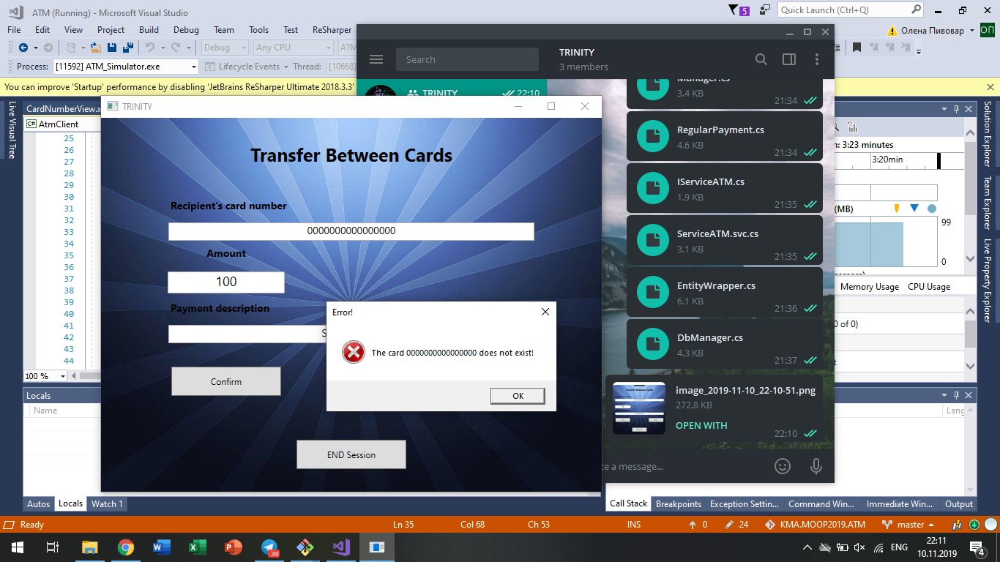 ATM (Running) - Microsoft Visual Studio
5
Quick Launch (Ctrl+Q)
File Edit View Project Build Debug Team Tools Test ReSharper
Олена Пивовар
ОП
Debug Any CPU ATM
Process: [11592] ATM_Simulator.exe Lifecycle Events Thread: [10668]
You can improve 'Startup' performance by disabling 'JetBrains ReSharper Ultimate 2018.3.3'
Live Visual Tree
CardNumberView.x
AtmClient
25
26
27
28
29
30
31
32
33
34
35
36
37
38
39
40
41
42
43
44
100 %
Locals
Name
Autos Locals Watch 1
Search
TRINITY
3 members
TRINITY 22:10
Manager.cs
3.4 KB
21:34
RegularPayment.cs
4.6 KB
21:34
IServiceATM.cs
1.9 KB
21:35
ServiceATM.svc.cs
3.1 KB
21:35
EntityWrapper.cs
6.1 KB
21:36
DbManager.cs
4.3 KB
21:37
image_2019-11-10_22-10-51.png
272.8 KB
OPEN WITH
22:10
te a message...
TRINITY
Transfer Between Cards
Recipient's card number
0000000000000000
Amount
100
Payment description
S
Confirm
END Session
Error!
The card 0000000000000000 does not exist!
OK
n: 3:23 minutes
3:20min
(MB)
99
0
Memory Usage CPU Usage
0 of 0)
t
Lang
Solution Explorer
Team Explorer
Live Property Explorer
Call Stack Breakpoints Exception Settin... Command Win... Immediate Win... Output
Ready Ln 35 Col 68 Ch 53 INS 0 24 KMA.MOOP2019.ATM master
39
ENG
22:11
10.11.2019
4